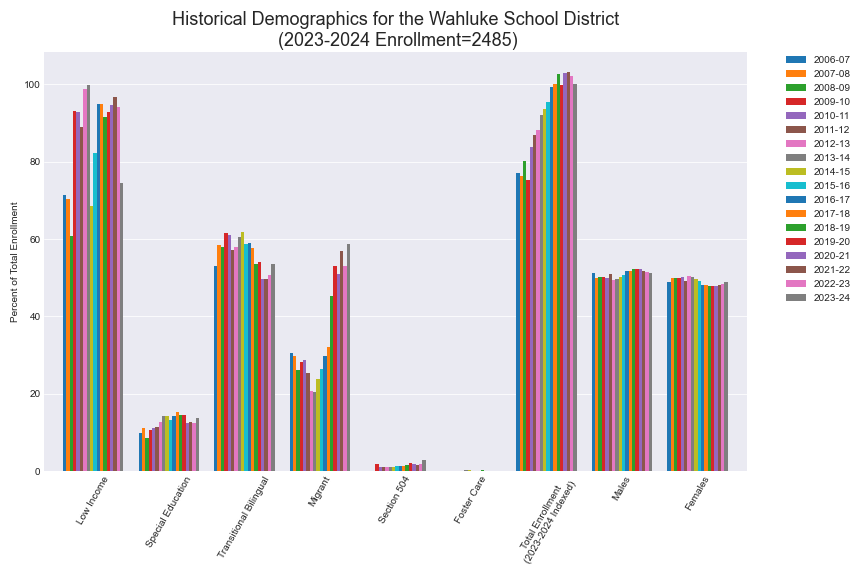 Historical Demographics for the Wahluke School District
(2023-2024 Enrollment=2485)
Percent of Total Enrollment
100
80
60
40
20
0
Low Income
Special Education
Transitional Bilingual
Migrant
Section 504
Foster Care
Total Enrollment
(2023-2024 Indexed)
Males
Females
2006-07
2007-08
2008-09
2009-10
2010-11
2011-12
2012-13
2013-14
2014-15
2015-16
2016-17
2017-18
2018-19
2019-20
2020-21
2021-22
2022-23
2023-24